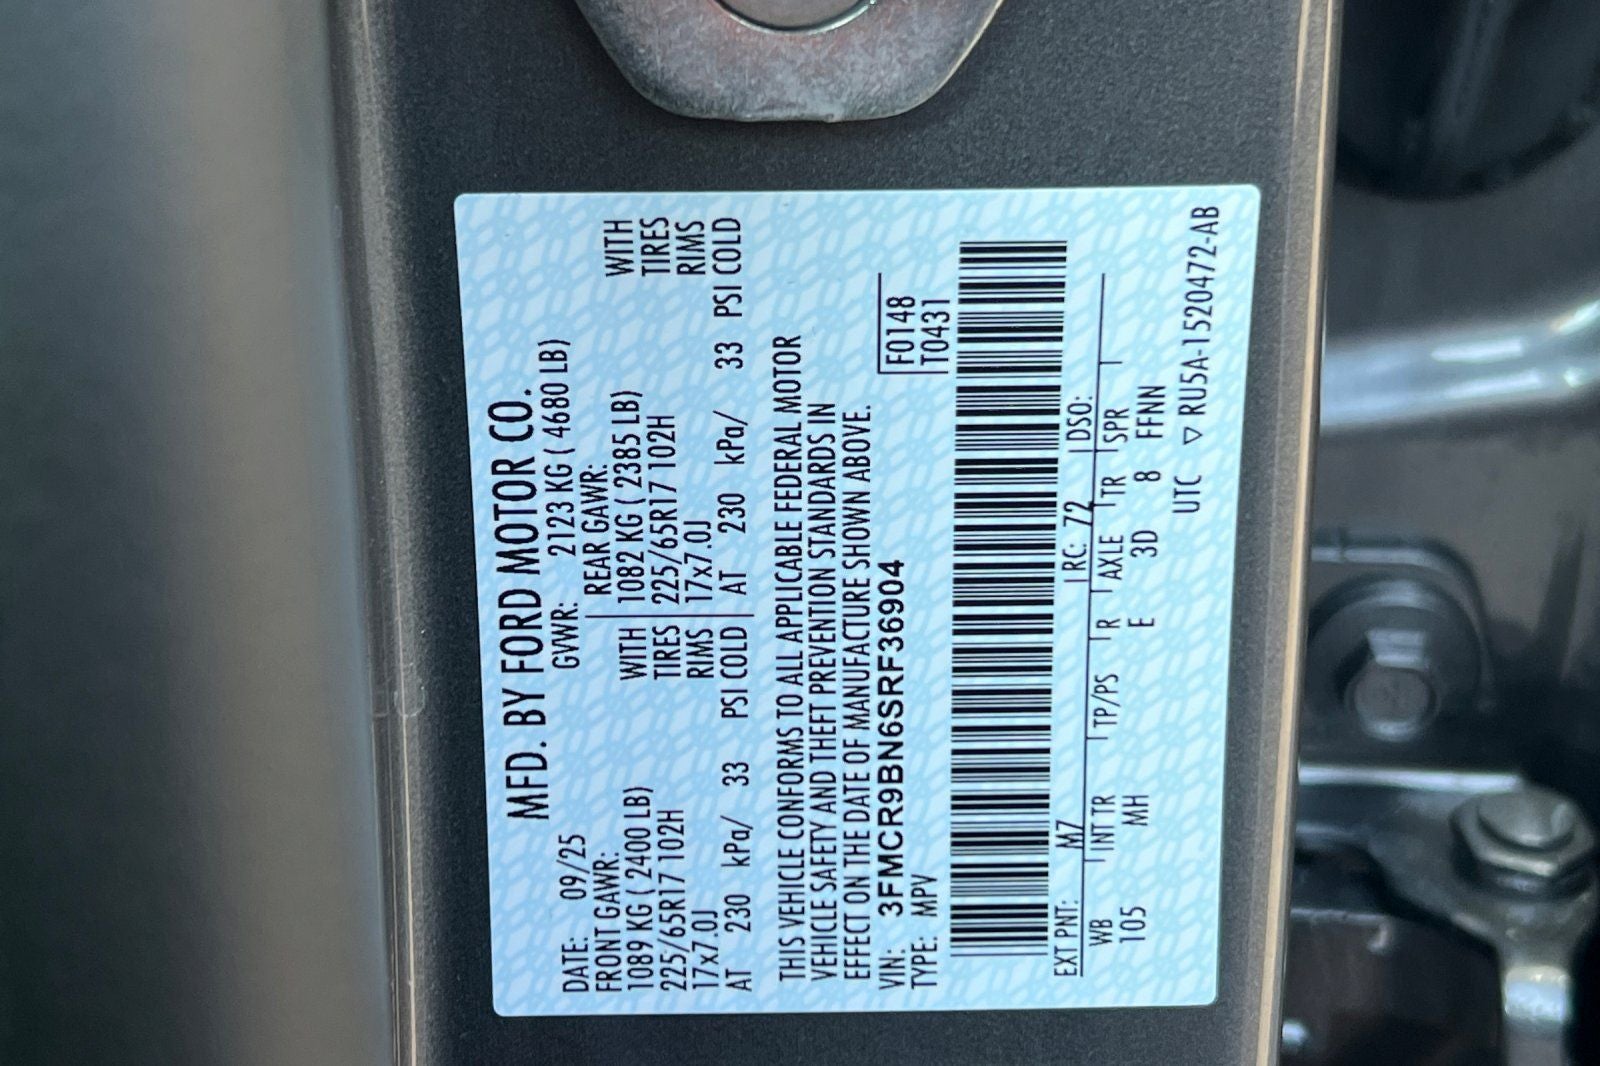 MFD. BY FORD MOTOR CO.
DATE: 09/25 GVWR: 2123 KG ( 4680 LB)
FRONT GAWR: REAR GAWR:
1089 KG ( 2400 LB) WITH 1082 KG ( 2385 LB) WITH
225/65R17 102H TIRES 225/65R17 102H TIRES
17x7.0J RIMS 17x7.0J RIMS
AT 230 kPa/ 33 PSI COLD AT 230 kPa/ 33 PSI COLD
THIS VEHICLE CONFORMS TO ALL APPLICABLE FEDERAL MOTOR
VEHICLE SAFETY AND THEFT PREVENTION STANDARDS IN
EFFECT ON THE DATE OF MANUFACTURE SHOWN ABOVE.
VIN: 3FMCR9BN6SRF36904 F0148
TYPE: MPV T0431
EXT PNT: M7 RC: 72 DSO:
WB INT TR TP/PS R AXLE TR SPR
105 MH E 3D 8 FFNN
UTC ▽ RU5A-1520472-AB